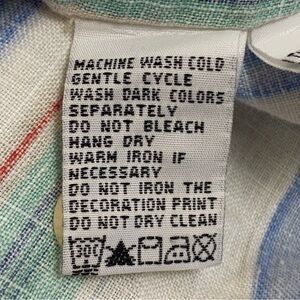 MACHINE WASH COLD
GENTLE CYCLE
WASH DARK COLORS
SEPARATELY
DO NOT BLEACH
HANG DRY
WARM IRON IF
NECESSARY
DO NOT IRON THE
DECORATION PRINT
DO NOT DRY CLEAN
30